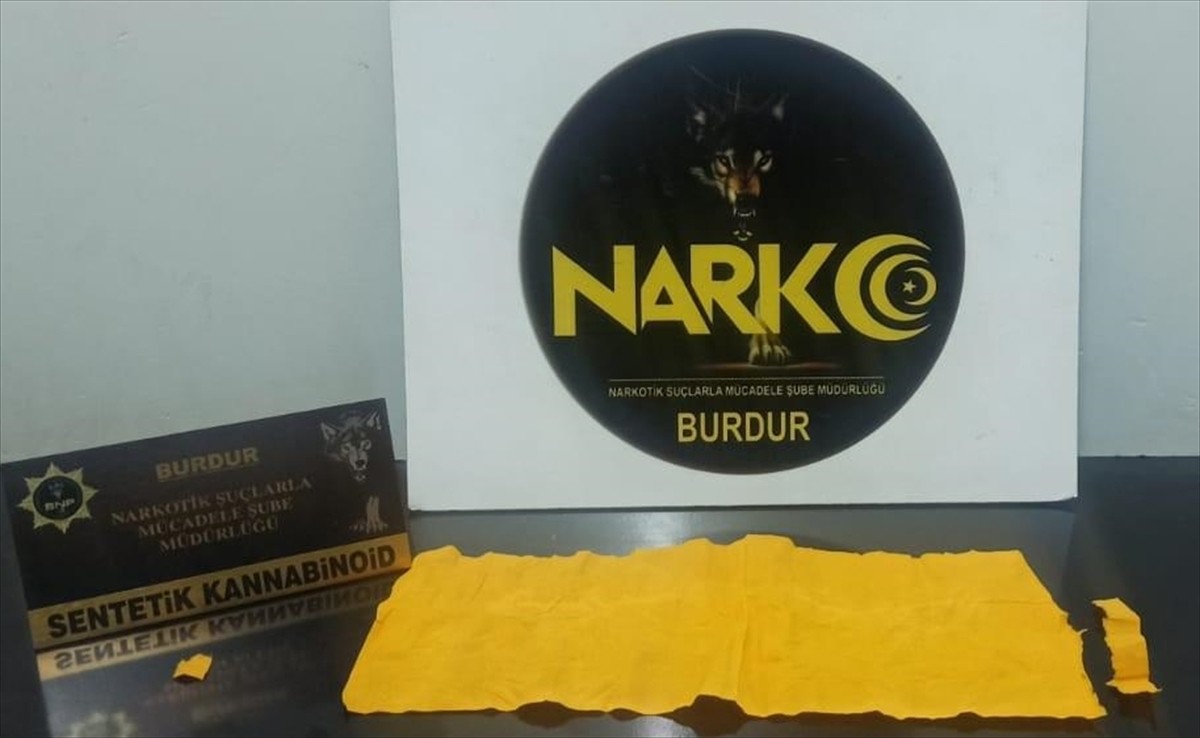 NARKO
NARKOTİK SUÇLARLA MÜCADELE ŞUBE MÜDÜRLÜĞÜ
BURDUR
BURDUR
NARKOTİK SUÇLARLA
MÜCADELE ŞUBE
MÜDÜRLÜĞÜ
SENTETİK KANNABİNOİD